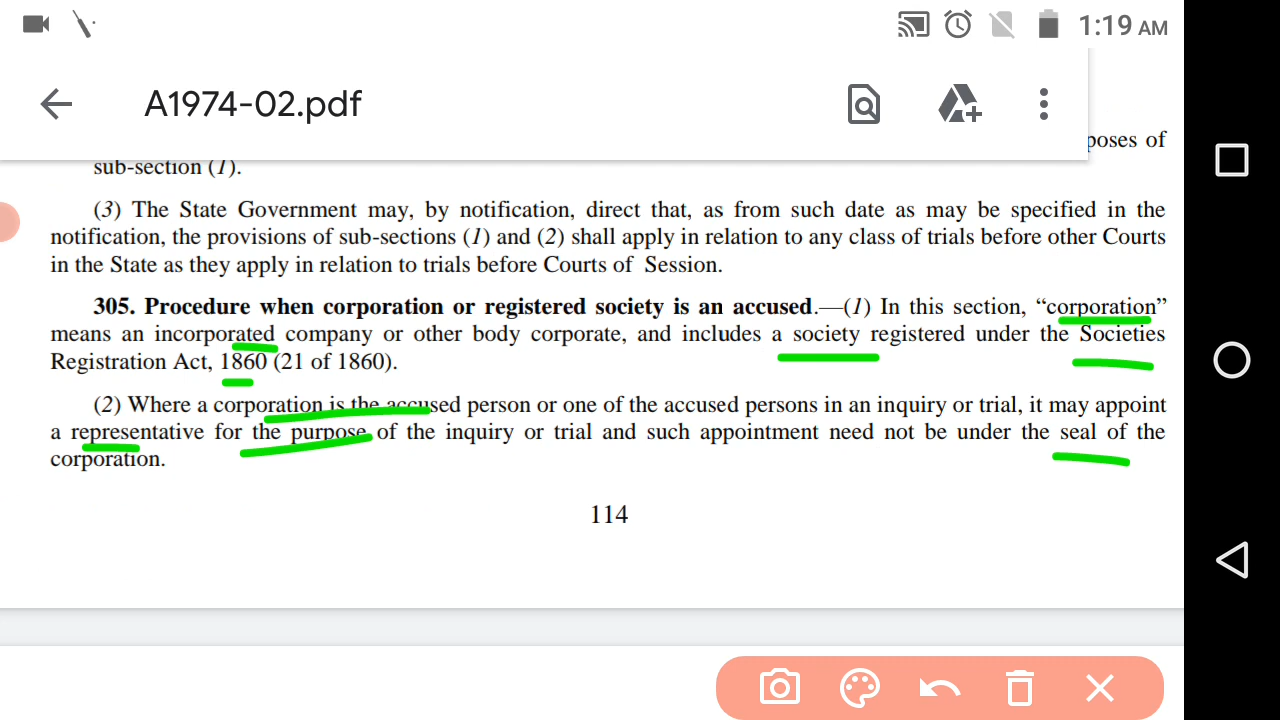 1:19 AM
A1974-02.pdf
poses of
sub-section (1).
(3) The State Government may, by notification, direct that, as from such date as may be specified in the
notification, the provisions of sub-sections (1) and (2) shall apply in relation to any class of trials before other Courts
in the State as they apply in relation to trials before Courts of Session.
305. Procedure when corporation or registered society is an accused.—(1) In this section, “corporation”
means an incorporated company or other body corporate, and includes a society registered under the Societies
Registration Act, 1860 (21 of 1860).
(2) Where a corporation is the accused person or one of the accused persons in an inquiry or trial, it may appoint
a representative for the purpose of the inquiry or trial and such appointment need not be under the seal of the
corporation.
114